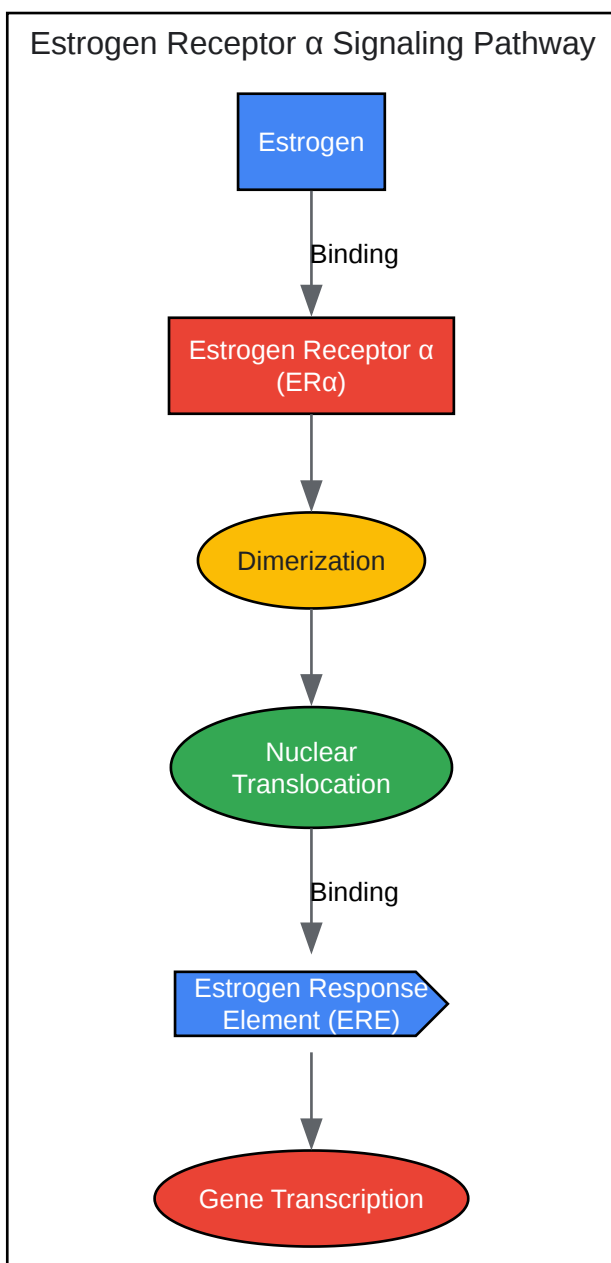 Estrogen Receptor α Signaling Pathway
Estrogen
Binding
Estrogen Receptor α
(ERα)
Dimerization
Nuclear
Translocation
Binding
Estrogen Response
Element (ERE)
Gene Transcription